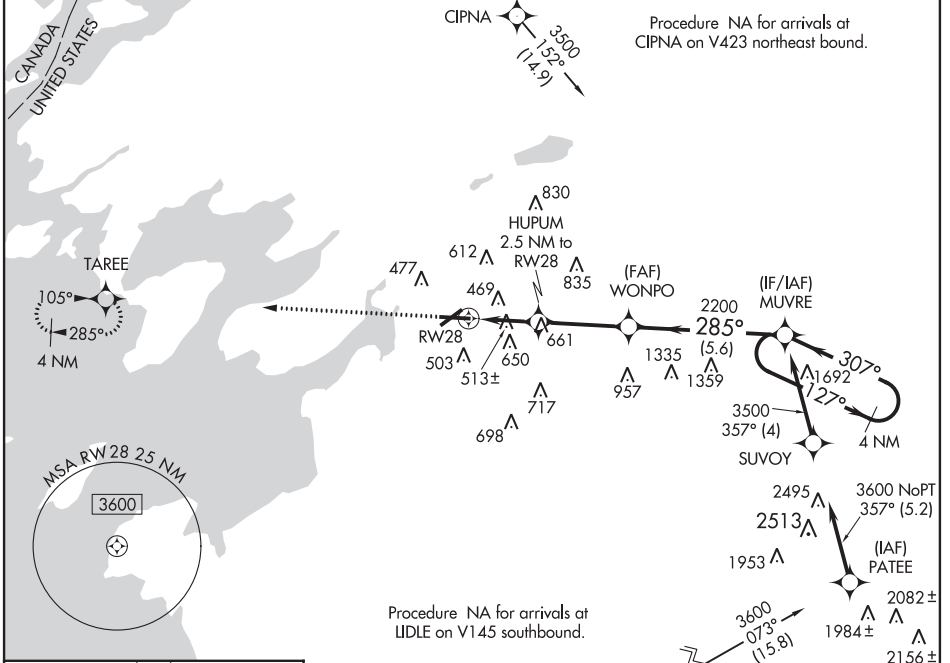 CIPNA
3500
152°
(14.9)
Procedure NA for arrivals at
CIPNA on V423 northeast bound.
CANADA
UNITED STATES
830
HUPUM
2.5 NM to
RW28
612
835
477
469
TAREE
105°
285°
4 NM
(FAF)
WONPO
(IF/IAF)
MUVRE
2200
285°
(5.6)
RW28
661
503
650
513±
1335
1359
957
717
698
1692
307°
127°
4 NM
3500
357° (4)
SUVOY
MSA RW28 25 NM
3600
2495
2513
1953
3600 NoPT
357° (5.2)
(IAF)
PATEE
2082±
1984±
2156±
Procedure NA for arrivals at
LIDLE on V145 southbound.
3600
073°
(15.8)